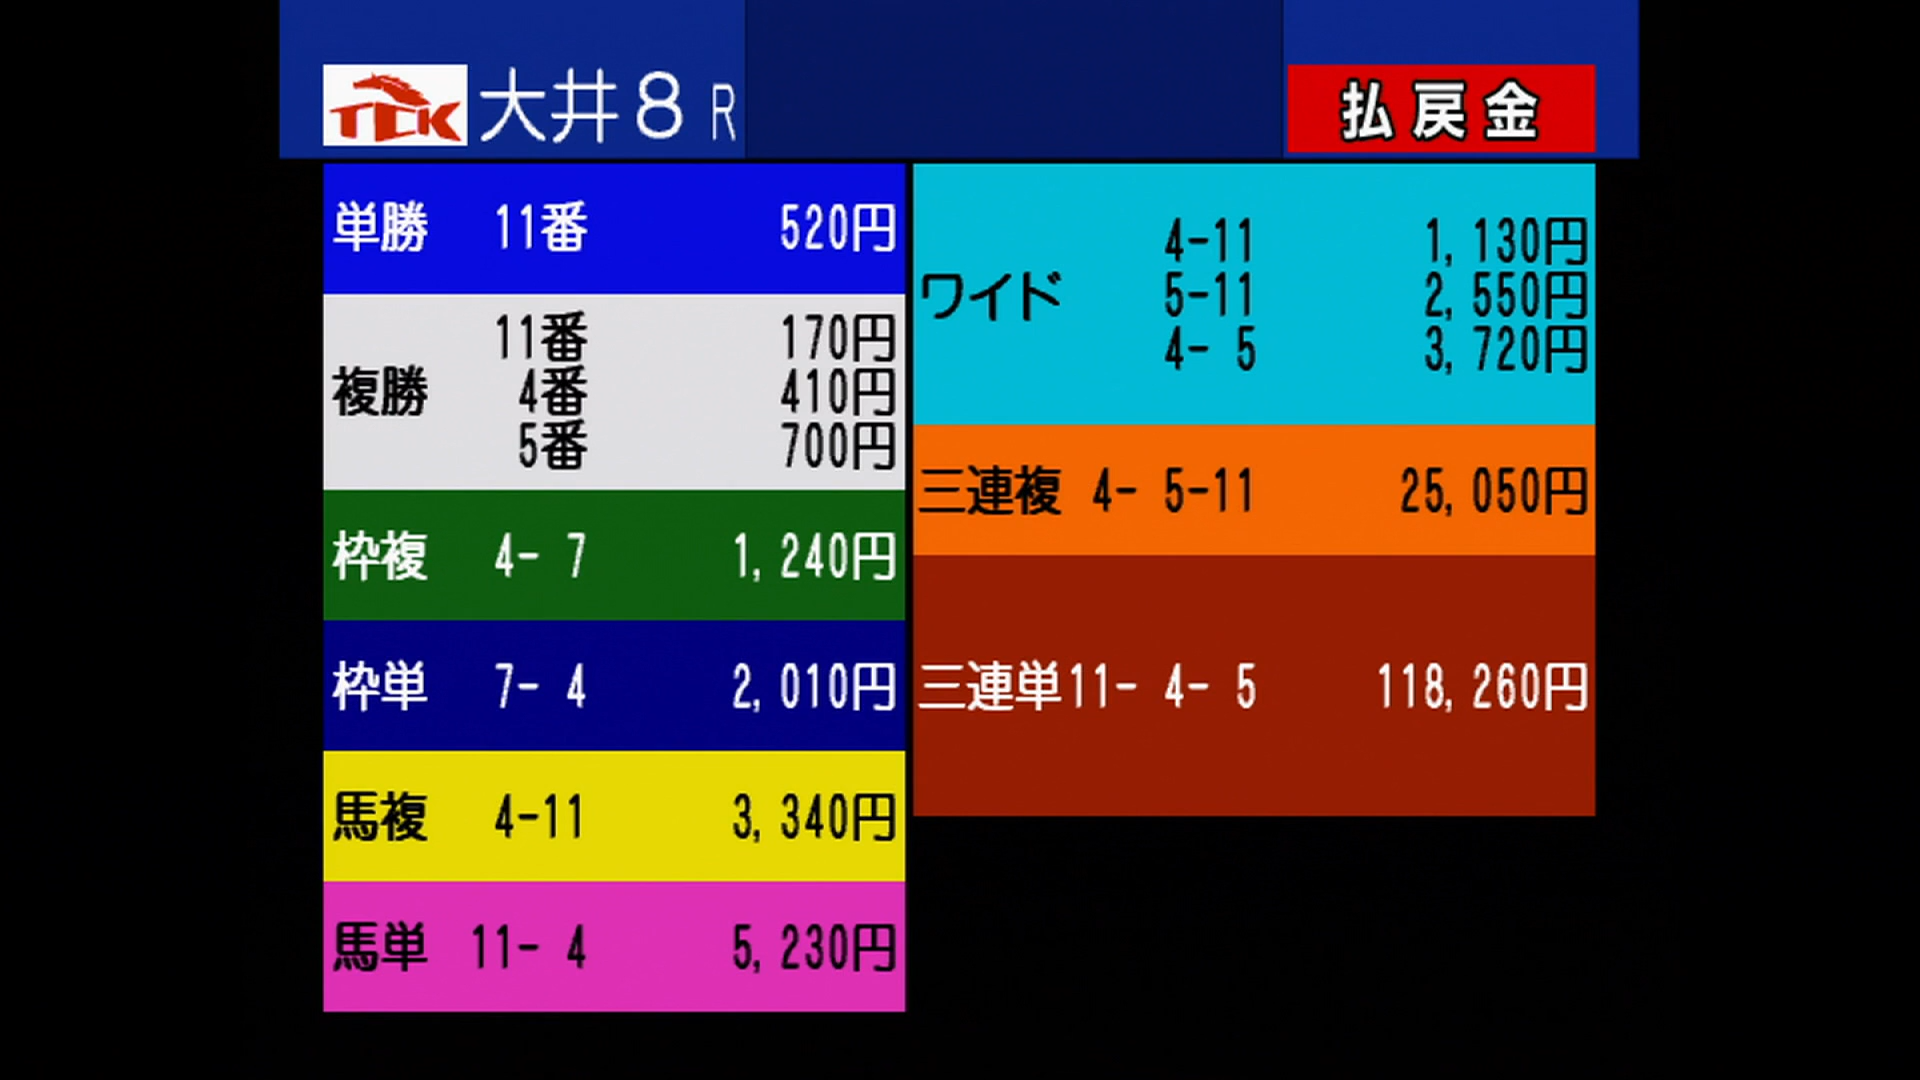 TCK 大井8R
払戻金
単勝 11番 520円
複勝 11番 170円
4番 410円
5番 700円
枠複 4- 7 1,240円
枠単 7- 4 2,010円
馬複 4-11 3,340円
馬単 11- 4 5,230円
ワイド 4-11 1,130円
5-11 2,550円
4- 5 3,720円
三連複 4- 5-11 25,050円
三連単 11- 4- 5 118,260円